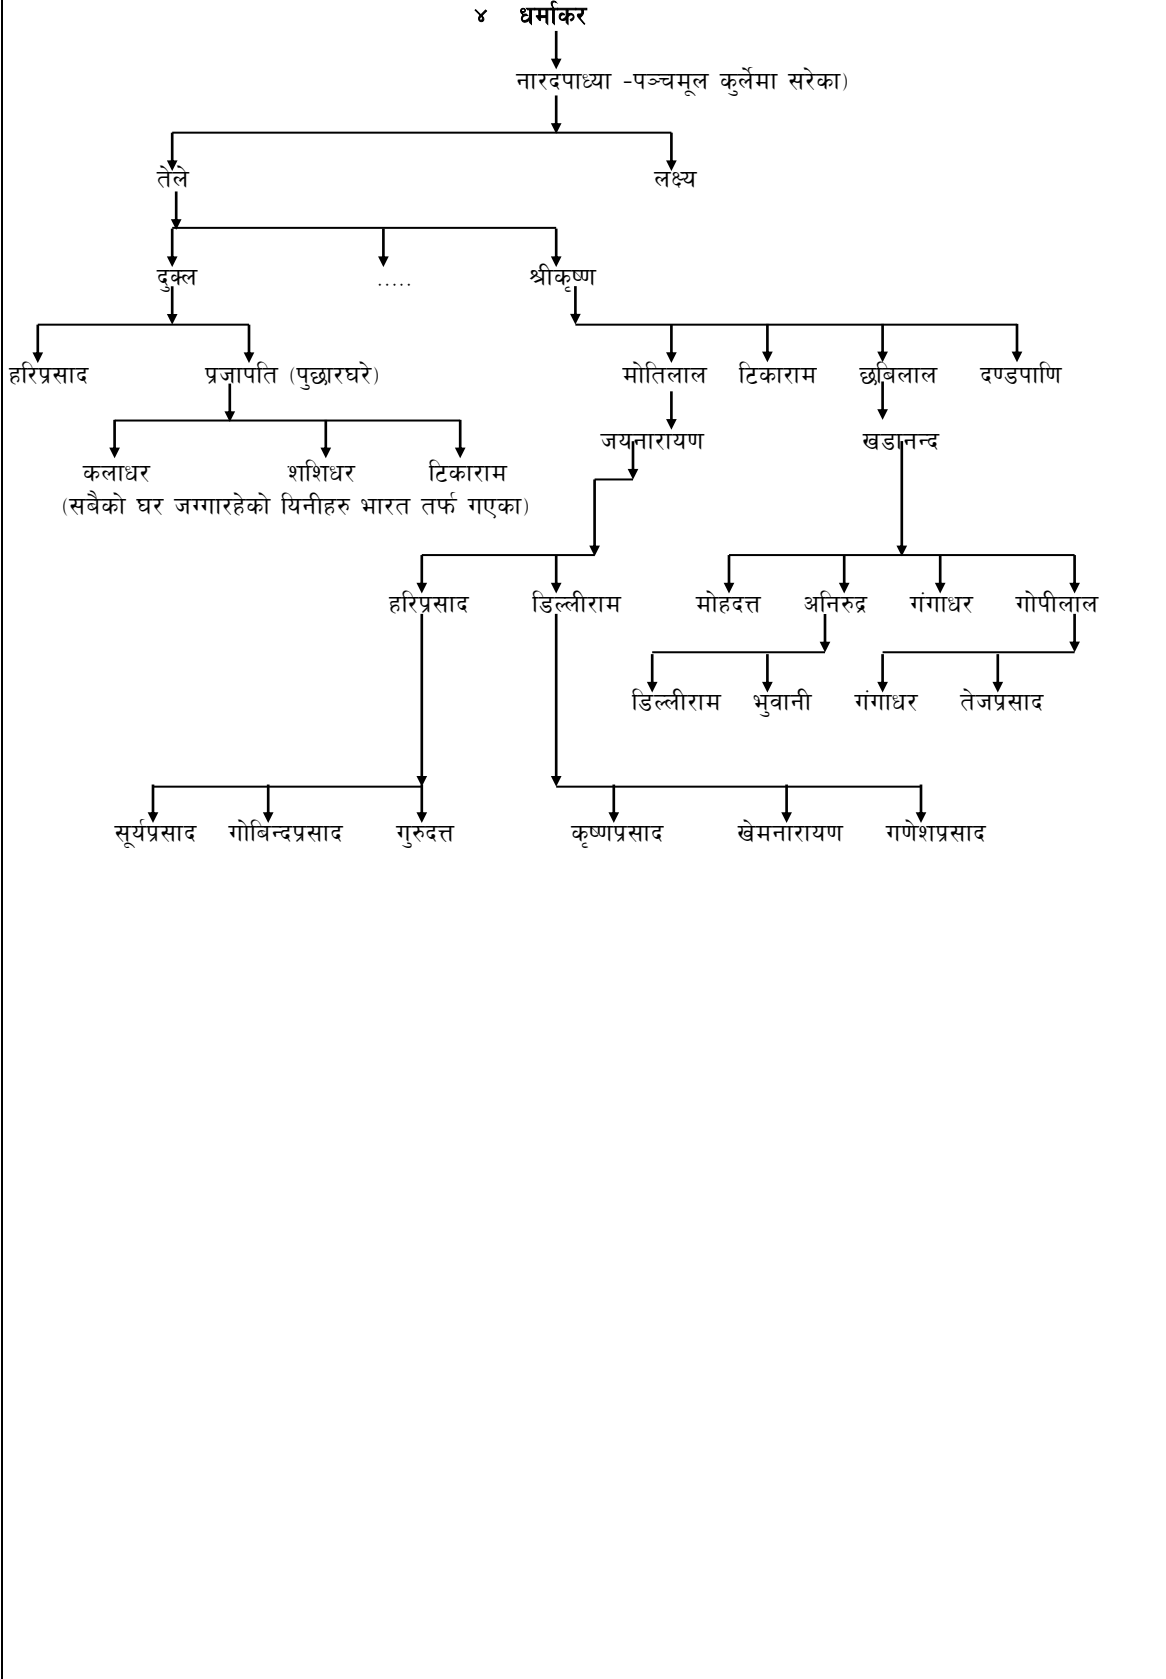 ४ धर्माकर
नारदपाध्या -पञ्चमूल कुर्लेमा सरेका)
तेले लक्ष्य
दुक्ल ..... श्रीकृष्ण
हरिप्रसाद प्रजापति (पुछारघरे) मोतिलाल टिकाराम छबिलाल दण्डपाणि
जयनारायण खडानन्द
कलाधर शशिधर टिकाराम
(सबैको घर जग्गारहेको यिनीहरु भारत तर्फ गएका)
हरिप्रसाद डिल्लीराम मोहदत्त अनिरुद्र गंगाधर गोपीलाल
डिल्लीराम भुवानी गंगाधर तेजप्रसाद
सूर्यप्रसाद गोबिन्दप्रसाद गुरुदत्त कृष्णप्रसाद खेमनारायण गणेशप्रसाद